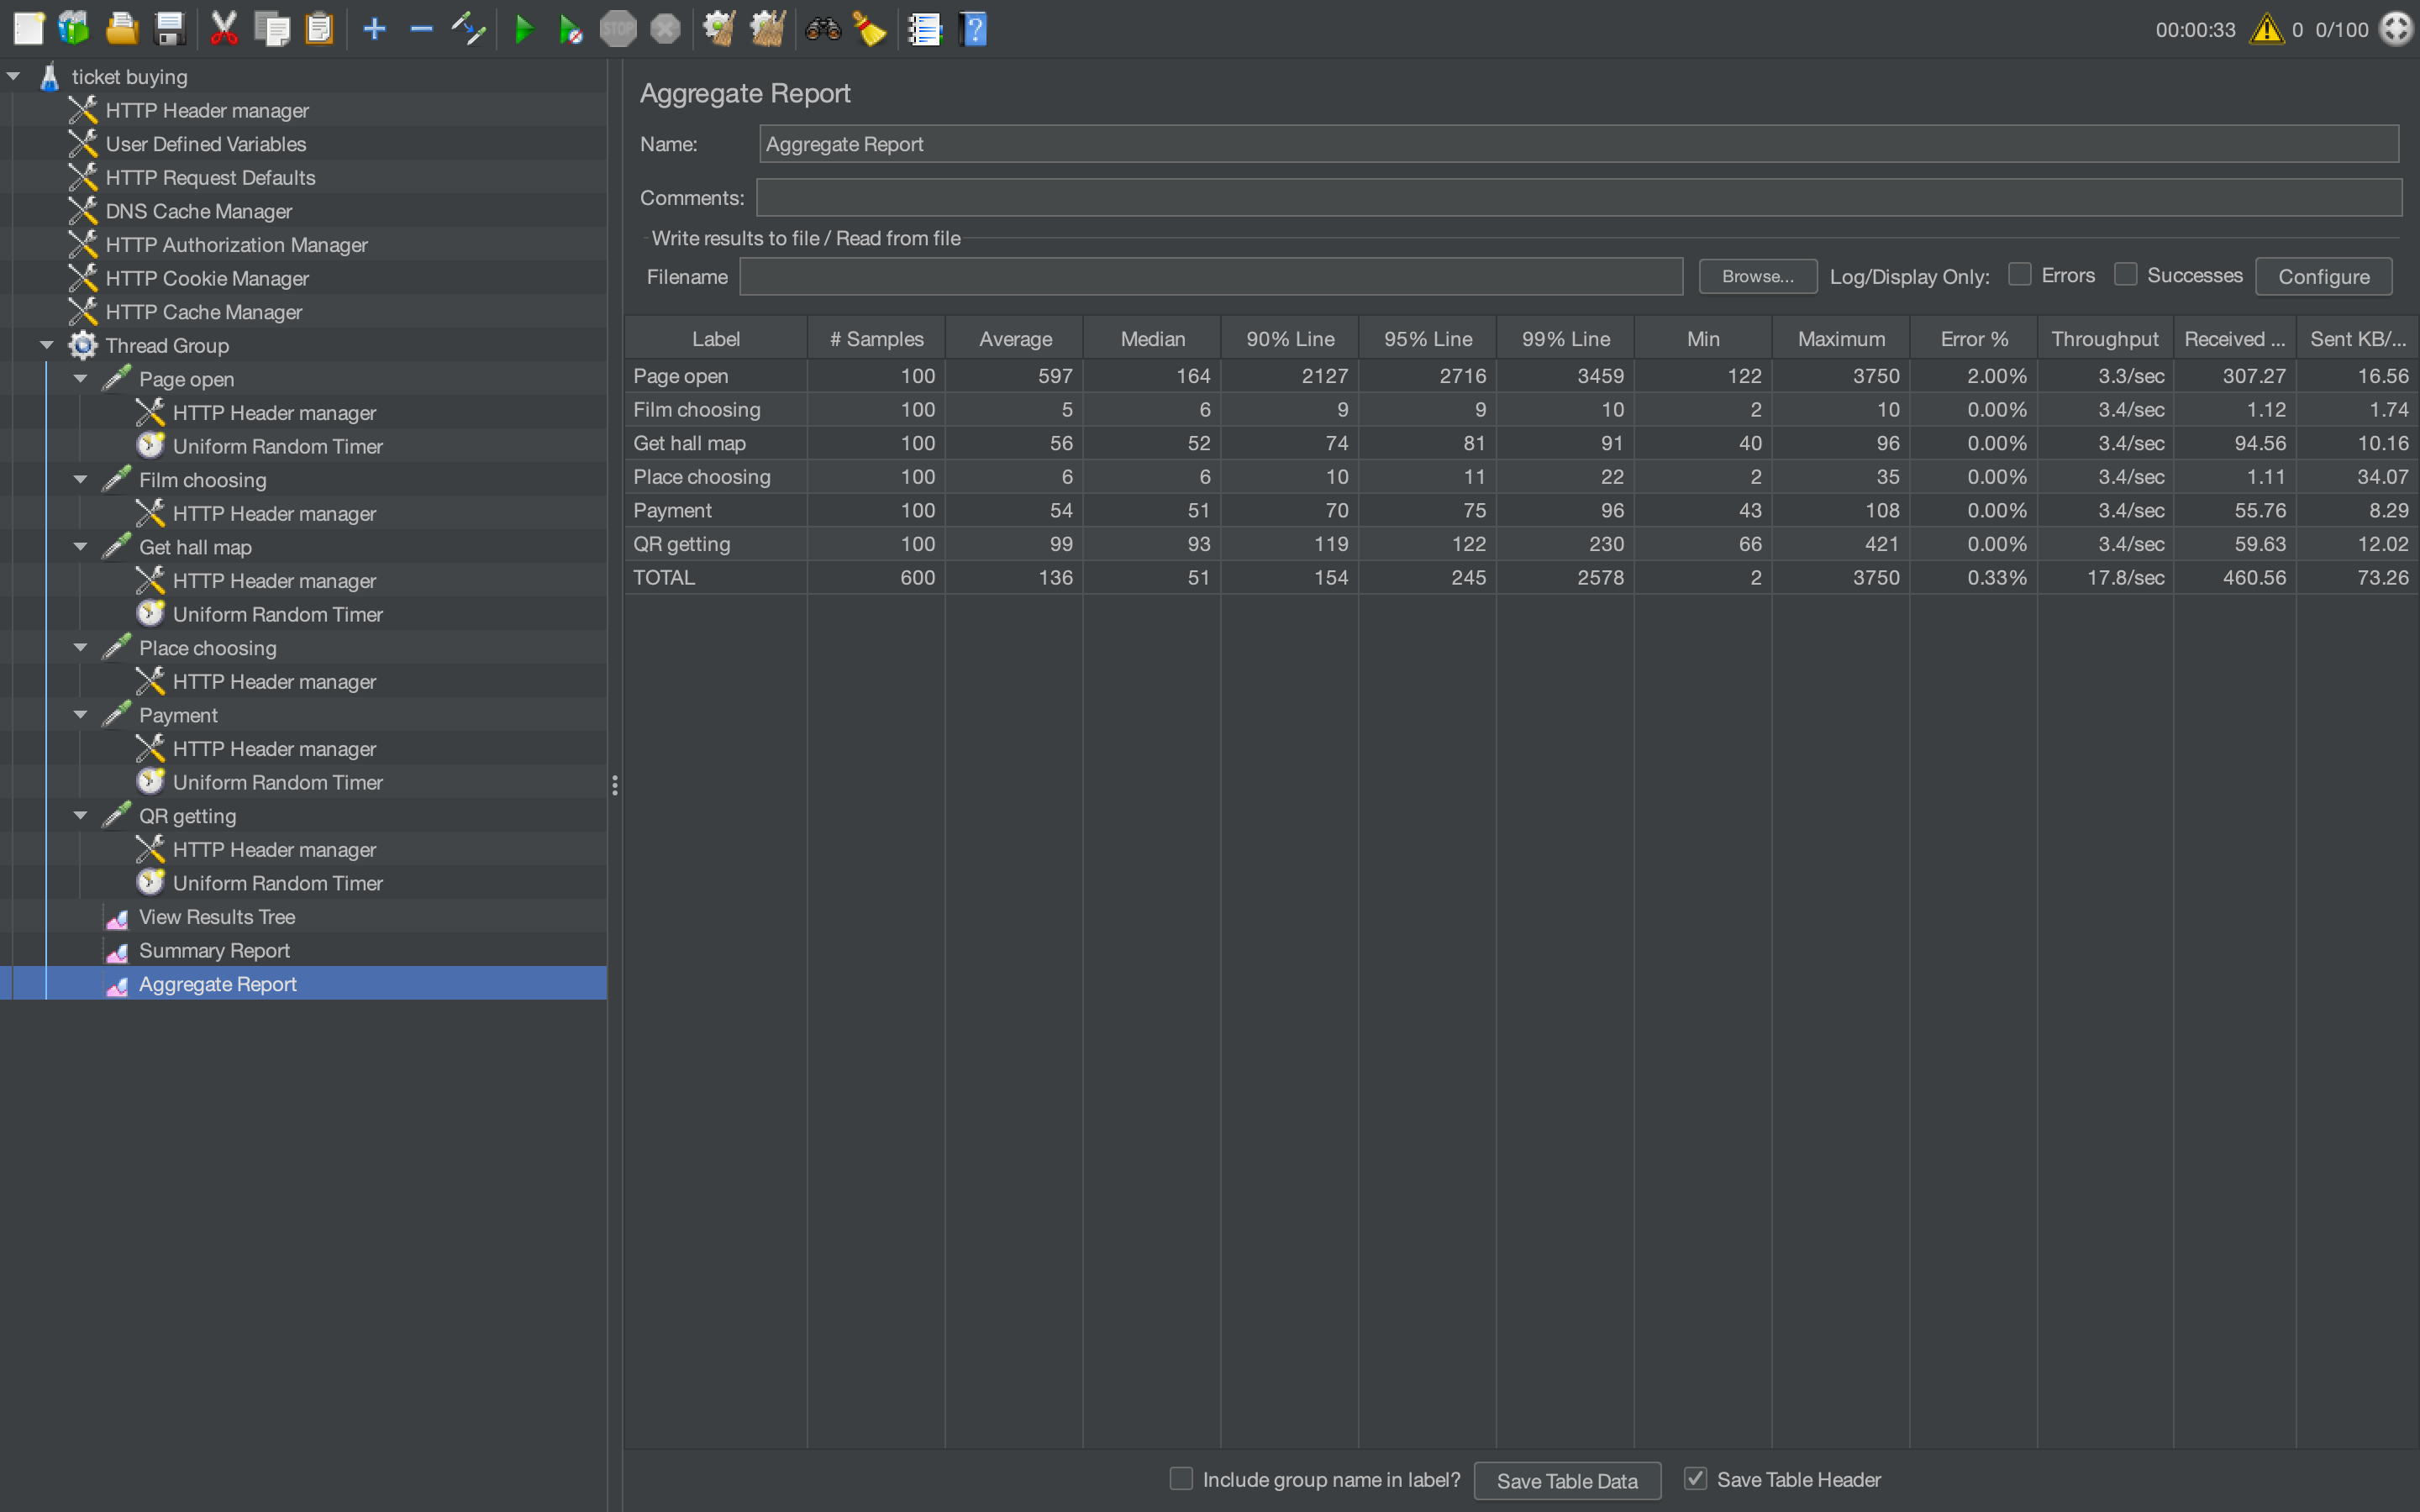 STOP
00:00:33 0 0/100
ticket buying
HTTP Header manager
User Defined Variables
HTTP Request Defaults
DNS Cache Manager
HTTP Authorization Manager
HTTP Cookie Manager
HTTP Cache Manager
Thread Group
Page open
HTTP Header manager
Uniform Random Timer
Film choosing
HTTP Header manager
Get hall map
HTTP Header manager
Uniform Random Timer
Place choosing
HTTP Header manager
Payment
HTTP Header manager
Uniform Random Timer
QR getting
HTTP Header manager
Uniform Random Timer
View Results Tree
Summary Report
Aggregate Report
Aggregate Report
Name: Aggregate Report
Comments:
Write results to file / Read from file
Filename Browse... Log/Display Only: Errors Successes Configure
Label # Samples Average Median 90% Line 95% Line 99% Line Min Maximum Error % Throughput Received ... Sent KB/...
Page open 100 597 164 2127 2716 3459 122 3750 2.00% 3.3/sec 307.27 16.56
Film choosing 100 5 6 9 9 10 2 10 0.00% 3.4/sec 1.12 1.74
Get hall map 100 56 52 74 81 91 40 96 0.00% 3.4/sec 94.56 10.16
Place choosing 100 6 6 10 11 22 2 35 0.00% 3.4/sec 1.11 34.07
Payment 100 54 51 70 75 96 43 108 0.00% 3.4/sec 55.76 8.29
QR getting 100 99 93 119 122 230 66 421 0.00% 3.4/sec 59.63 12.02
TOTAL 600 136 51 154 245 2578 2 3750 0.33% 17.8/sec 460.56 73.26
Include group name in label? Save Table Data Save Table Header